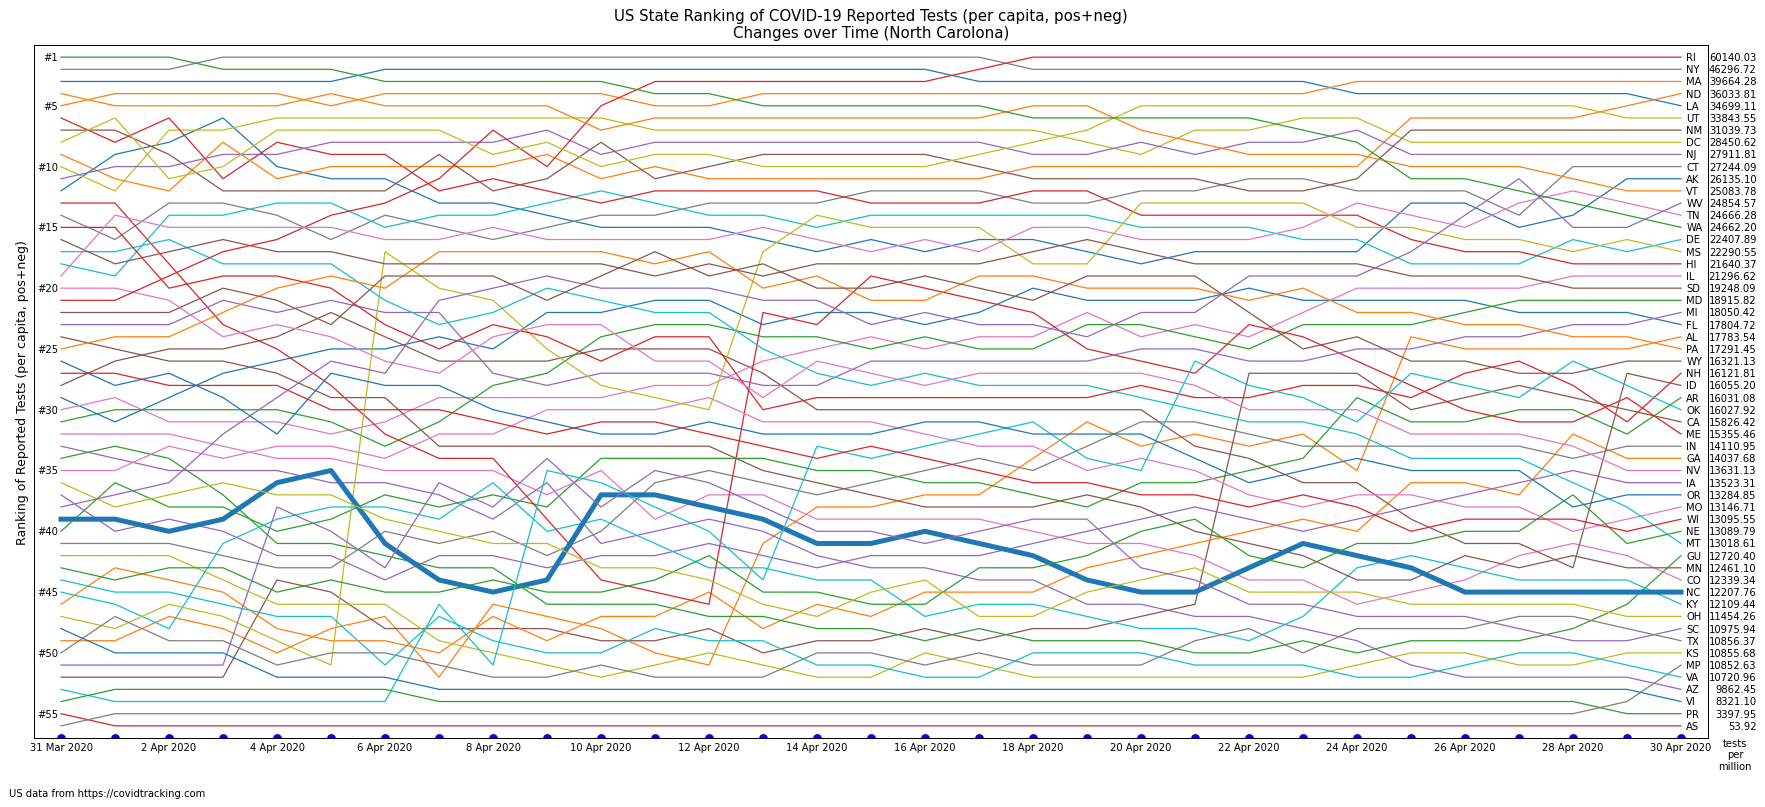 US State Ranking of COVID-19 Reported Tests (per capita, pos+neg)
Changes over Time (North Carolona)
Ranking of Reported Tests (per capita, pos+neg)
#1
#5
#10
#15
#20
#25
#30
#35
#40
#45
#50
#55
RI 60140.03
NY 46296.72
MA 39664.28
ND 36033.81
LA 34699.11
UT 33843.55
NM 31039.73
DC 28450.62
NJ 27911.81
CT 27244.09
AK 26135.10
VT 25083.78
WV 24854.57
TN 24666.28
WA 24662.20
DE 22407.89
MS 22290.55
HI 21640.37
IL 21296.62
SD 19248.09
MD 18915.82
MI 18050.42
FL 17804.72
AL 17783.54
PA 17291.45
WY 16321.13
NH 16121.81
ID 16055.20
AR 16031.08
OK 16027.92
CA 15826.42
ME 15355.46
IN 14110.95
GA 14037.68
NV 13631.13
IA 13523.31
OR 13284.85
MO 13146.71
WI 13095.55
NE 13089.79
MT 13018.61
GU 12720.40
MN 12461.10
CO 12339.34
NC 12207.76
KY 12109.44
OH 11454.26
SC 10975.94
TX 10856.37
KS 10855.68
MP 10852.63
VA 10720.96
AZ 9862.45
VI 8321.10
PR 3397.95
AS 53.92
31 Mar 2020 2 Apr 2020 4 Apr 2020 6 Apr 2020 8 Apr 2020 10 Apr 2020 12 Apr 2020 14 Apr 2020 16 Apr 2020 18 Apr 2020 20 Apr 2020 22 Apr 2020 24 Apr 2020 26 Apr 2020 28 Apr 2020 30 Apr 2020
tests
per
million
US data from https://covidtracking.com